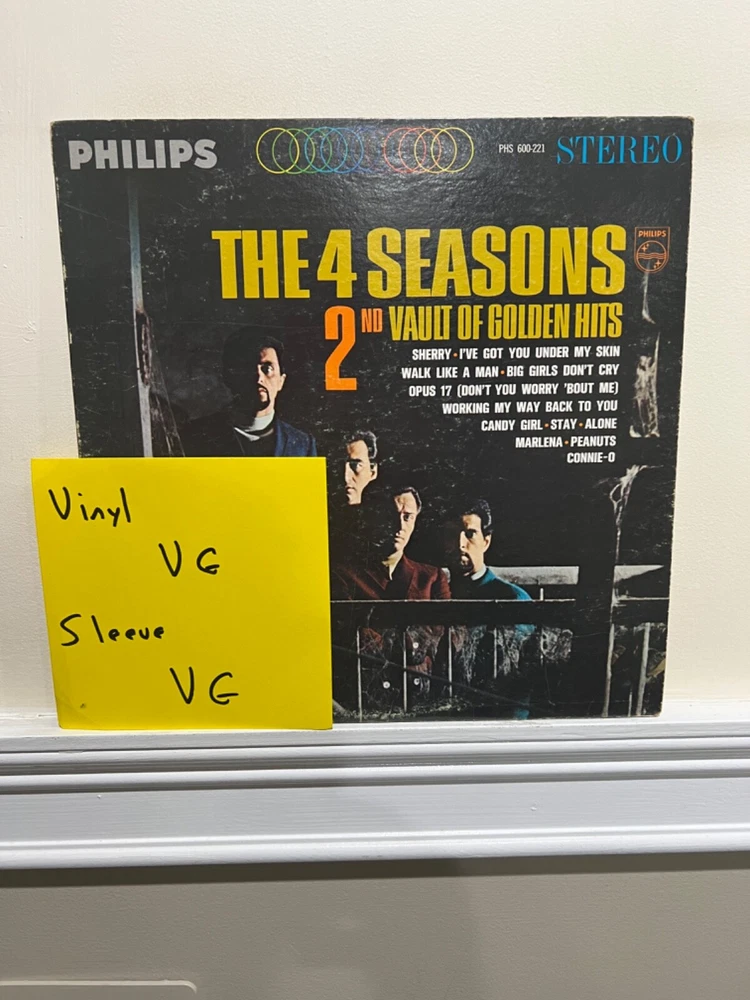 PHILIPS
PHS 600-221
STEREO
THE 4 SEASONS
PHILIPS
2ND VAULT OF GOLDEN HITS
SHERRY • I'VE GOT YOU UNDER MY SKIN
WALK LIKE A MAN • BIG GIRLS DON'T CRY
OPUS 17 (DON'T YOU WORRY 'BOUT ME)
WORKING MY WAY BACK TO YOU
CANDY GIRL • STAY • ALONE
MARLENA • PEANUTS
CONNIE-O
Vinyl
VG
Sleeve
VG